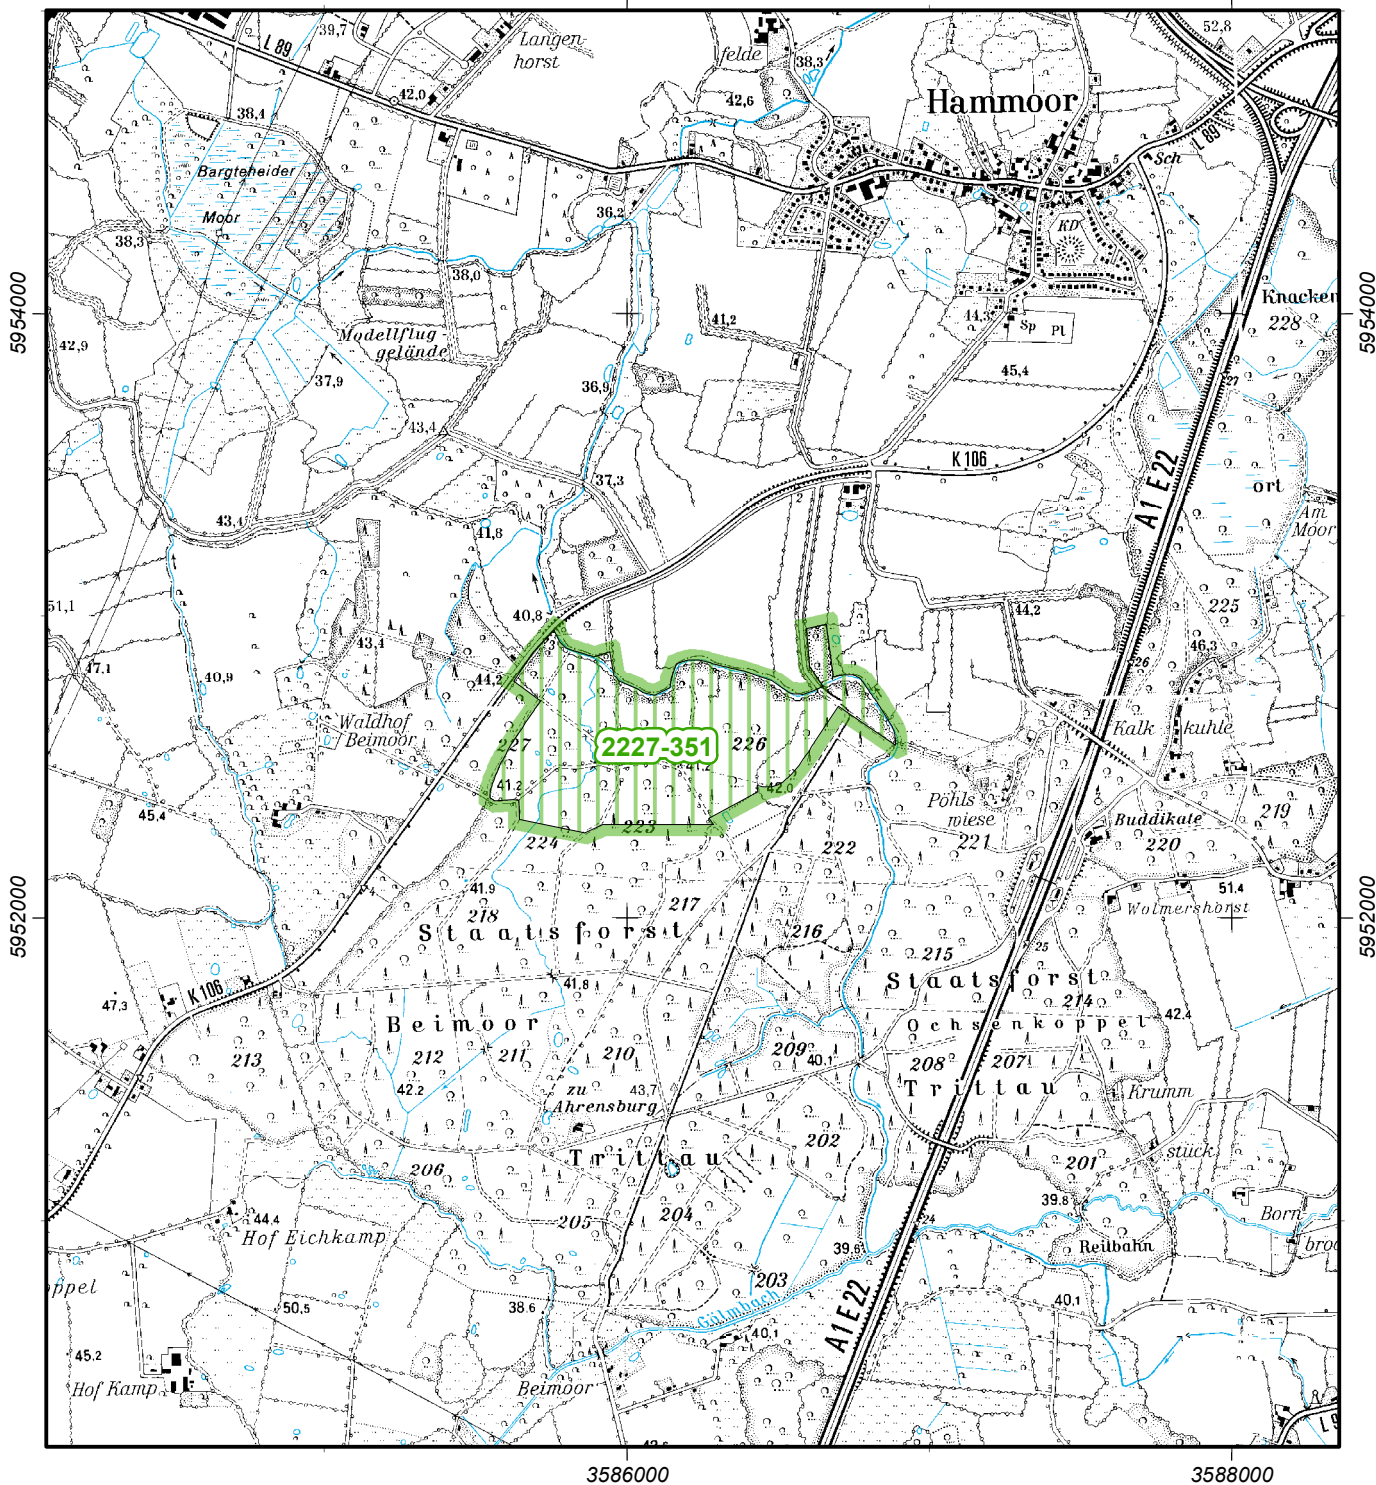 52,8
39,7
L 89
Langen-
horst
felde
38,3
42,0
42,6
Hammoor
38,4
L 89
Sch
Bargteheider
Moor
36,2
KD
38,3
38,0
5954000
5954000
Knacken
228
41,2
44,3
Sp Pl
Modellflug-
gelände
42,9
37,9
45,4
27
36,9
43,4
K 106
37,3
2
ort
A1 E 22
Am
Moor
43,4
41,8
51,1
40,8
44,2
225
43,4
46,3
47,1
26
40,9
44,2
Waldhof
Beimoor
Kalk
kuhle
227
2227-351
226
41,2
42,0
45,4
Pöhls
wiese
221
Buddikate
219
223
224
222
220
41,9
51,4
218
217
Wolmershorst
5952000
5952000
Staatsforst
216
215
25
Staatsforst
47,3
K 106
41,8
214
42,4
Beimoor
Ochsenkoppel
213
212
211
210
209
40,1
208
207
42,2
zu
Ahrensburg
43,7
Trittau
Krumm
202
Trittau
stück
206
201
39,8
44,4
Hof Eichkamp
205
204
24
Born
39,6
Reitbahn
broo
oppel
203
50,5
38,6
Gölmbach
40,1
A1 E 22
40,1
45,2
Hof Kamp
Beimoor
L 9
3586000
3588000